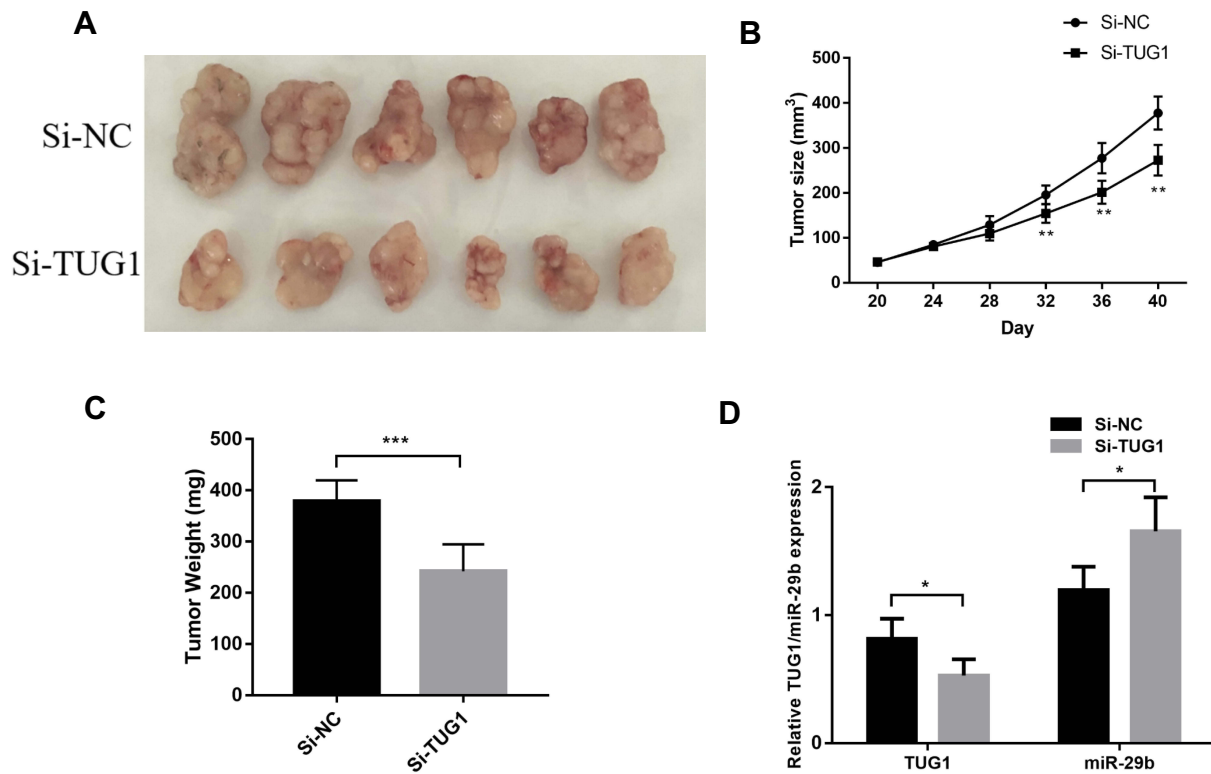 A
Si-NC
Si-TUG1
B
Si-NC
Si-TUG1
Tumor size (mm³)
500
400
300
200
100
0
**
**
**
20 24 28 32 36 40
Day
C
Tumor Weight (mg)
500
400
300
200
100
0
***
Si-NC
Si-TUG1
D
Si-NC
Si-TUG1
Relative TUG1/miR-29b expression
2
1
0
*
*
TUG1 miR-29b